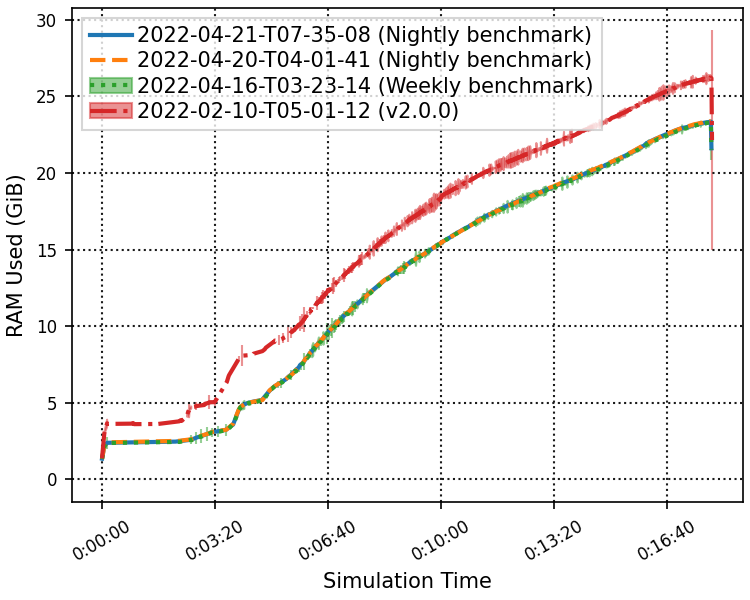 30
25
20
15
10
5
0
RAM Used (GiB)
2022-04-21-T07-35-08 (Nightly benchmark)
2022-04-20-T04-01-41 (Nightly benchmark)
2022-04-16-T03-23-14 (Weekly benchmark)
2022-02-10-T05-01-12 (v2.0.0)
0:00:00
0:03:20
0:06:40
0:10:00
0:13:20
0:16:40
Simulation Time